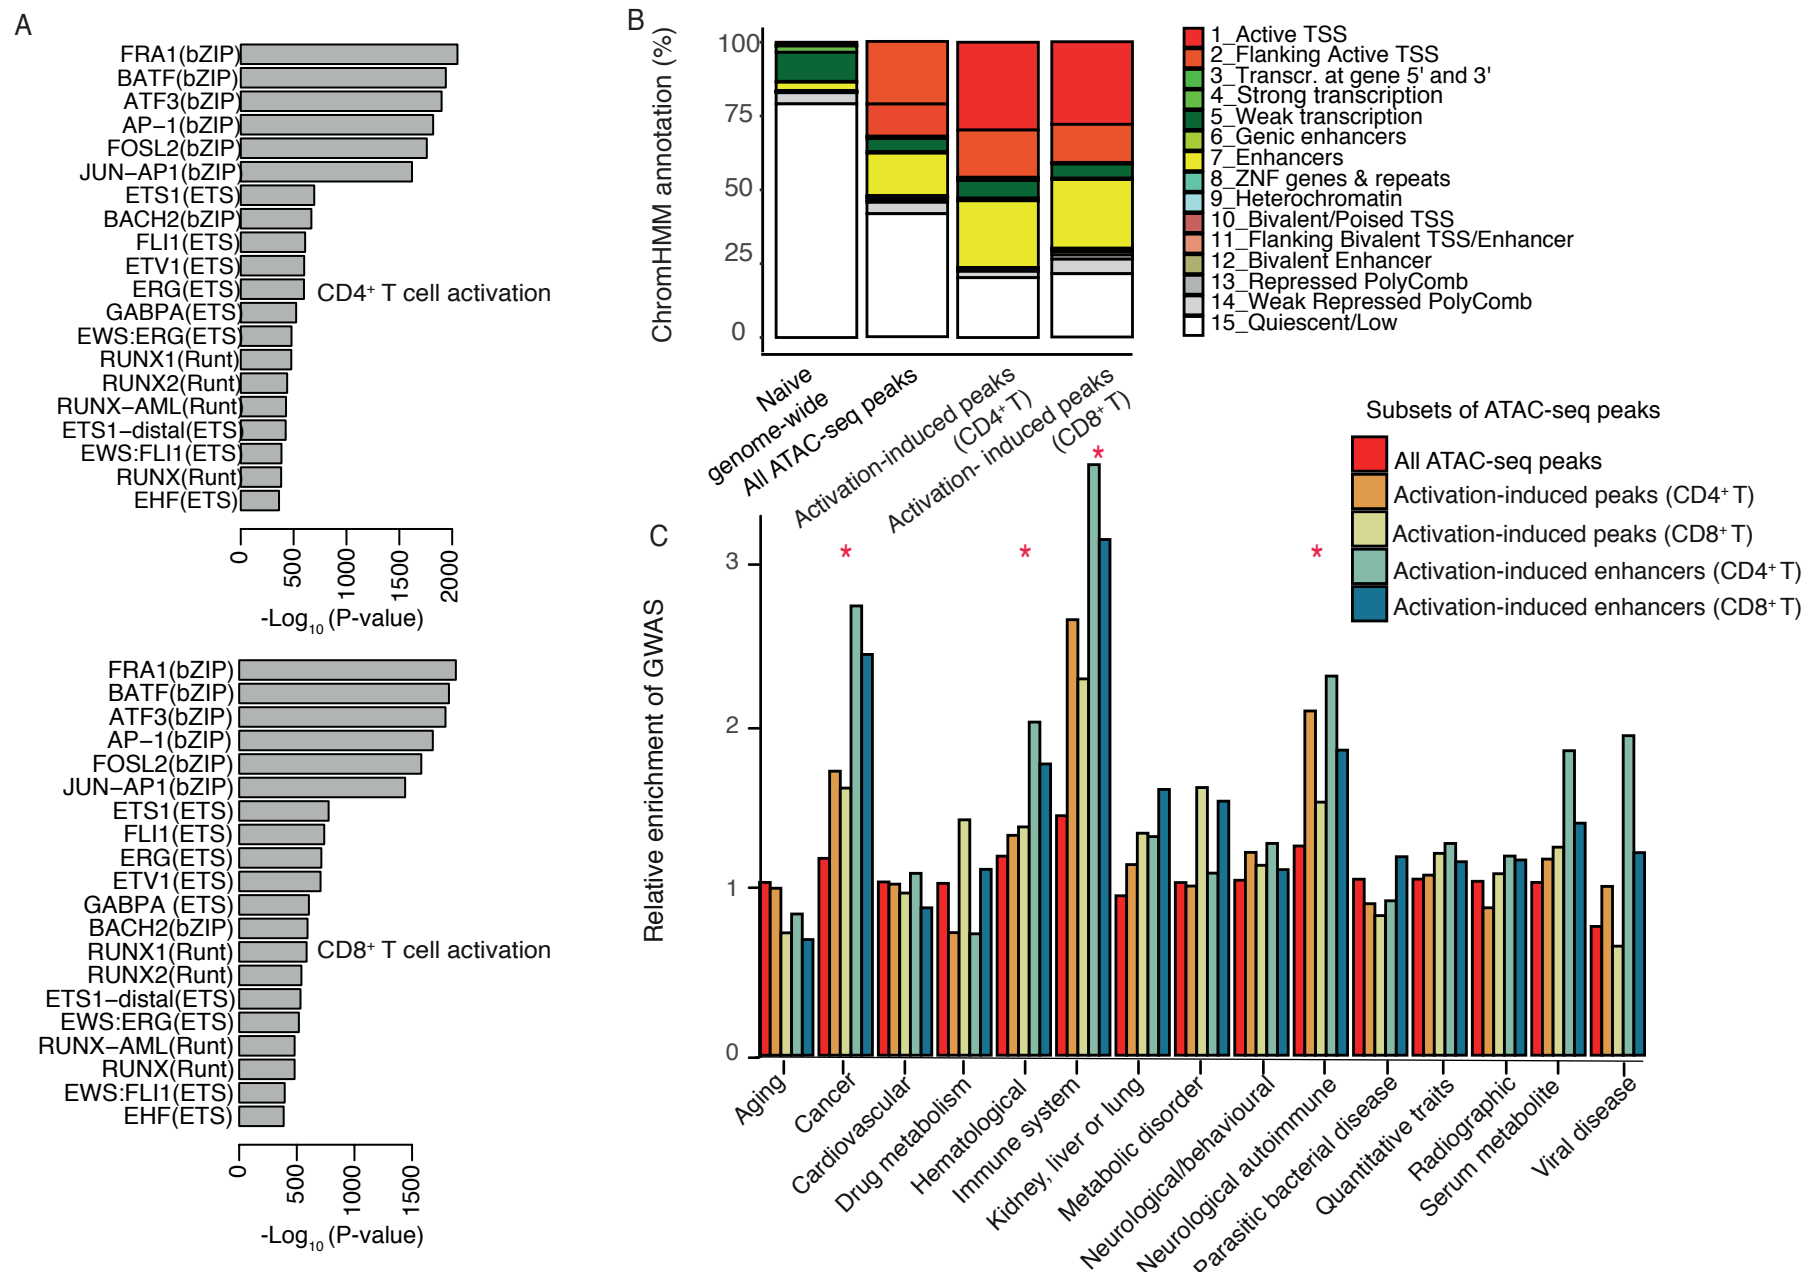 A
FRA1(bZIP)
BATF(bZIP)
ATF3(bZIP)
AP−1(bZIP)
FOSL2(bZIP)
JUN−AP1(bZIP)
ETS1(ETS)
BACH2(bZIP)
FLI1(ETS)
ETV1(ETS)
ERG(ETS)
GABPA(ETS)
EWS:ERG(ETS)
RUNX1(Runt)
RUNX2(Runt)
RUNX−AML(Runt)
ETS1−distal(ETS)
EWS:FLI1(ETS)
RUNX(Runt)
EHF(ETS)
CD4+ T cell activation
0
500
1000
1500
2000
-Log10 (P-value)
FRA1(bZIP)
BATF(bZIP)
ATF3(bZIP)
AP−1(bZIP)
FOSL2(bZIP)
JUN−AP1(bZIP)
ETS1(ETS)
FLI1(ETS)
ERG(ETS)
ETV1(ETS)
GABPA (ETS)
BACH2(bZIP)
RUNX1(Runt)
RUNX2(Runt)
ETS1−distal(ETS)
EWS:ERG(ETS)
RUNX−AML(Runt)
RUNX(Runt)
EWS:FLI1(ETS)
EHF(ETS)
CD8+ T cell activation
0
500
1000
1500
-Log10 (P-value)
B
ChromHMM annotation (%)
100
75
50
25
0
Naive
genome-wide
All ATAC-seq peaks
Activation-induced peaks
(CD4+ T)
Activation- induced peaks
(CD8+ T)
1_Active TSS
2_Flanking Active TSS
3_Transcr. at gene 5' and 3'
4_Strong transcription
5_Weak transcription
6_Genic enhancers
7_Enhancers
8_ZNF genes & repeats
9_Heterochromatin
10_Bivalent/Poised TSS
11_Flanking Bivalent TSS/Enhancer
12_Bivalent Enhancer
13_Repressed PolyComb
14_Weak Repressed PolyComb
15_Quiescent/Low
C
Relative enrichment of GWAS
3
2
1
0
*
*
*
*
Subsets of ATAC-seq peaks
All ATAC-seq peaks
Activation-induced peaks (CD4+ T)
Activation-induced peaks (CD8+ T)
Activation-induced enhancers (CD4+ T)
Activation-induced enhancers (CD8+ T)
Aging
Cancer
Cardiovascular
Drug metabolism
Hematological
Immune system
Kidney, liver or lung
Metabolic disorder
Neurological/behavioural
Neurological autoimmune
Parasitic bacterial disease
Quantitative traits
Radiographic
Serum metabolite
Viral disease